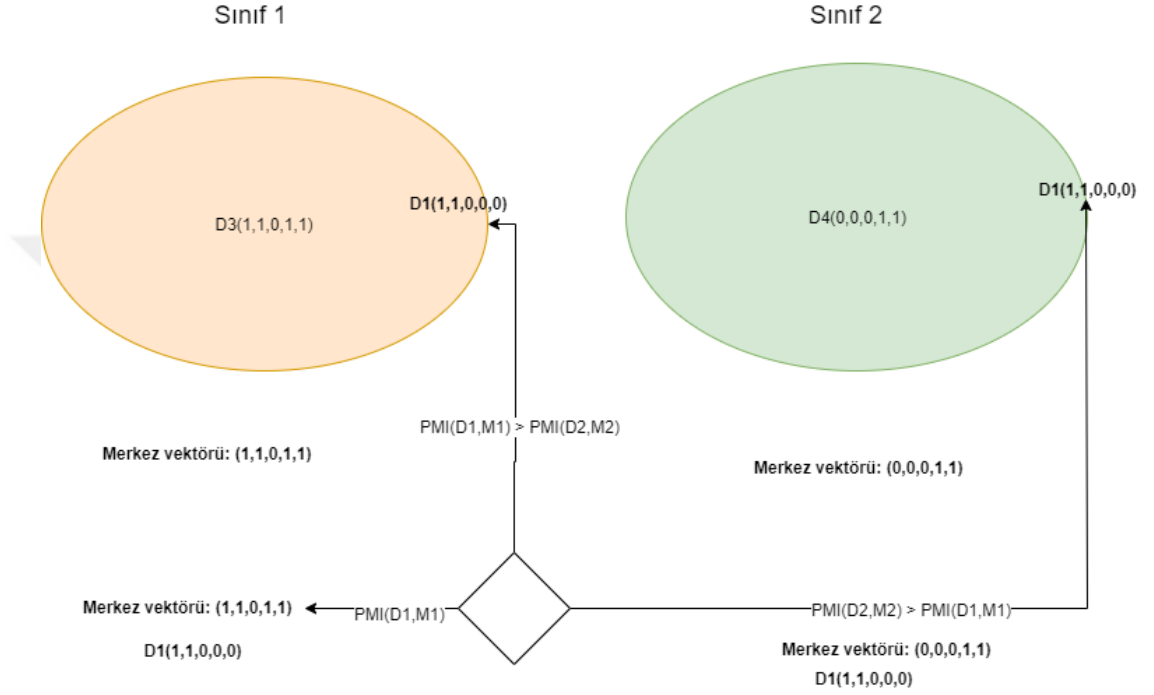 Sınıf 1
Sınıf 2
D1(1,1,0,0,0)
D3(1,1,0,1,1)
D1(1,1,0,0,0)
D4(0,0,0,1,1)
PMI(D1,M1) > PMI(D2,M2)
Merkez vektörü: (1,1,0,1,1)
Merkez vektörü: (0,0,0,1,1)
Merkez vektörü: (1,1,0,1,1)
PMI(D1,M1)
PMI(D2,M2) > PMI(D1,M1)
D1(1,1,0,0,0)
Merkez vektörü: (0,0,0,1,1)
D1(1,1,0,0,0)